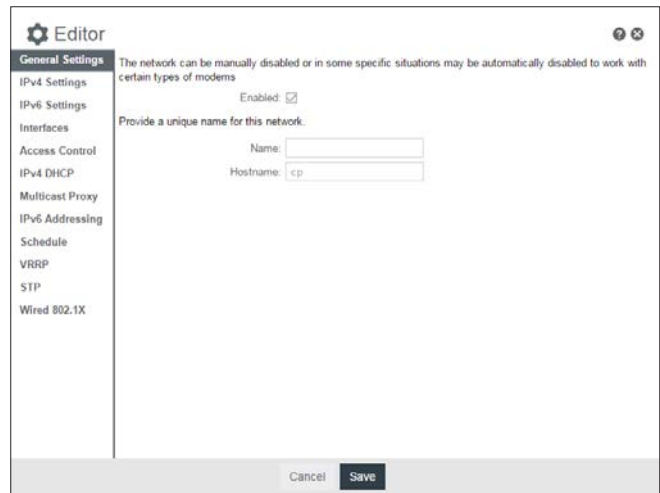 Editor
General Settings
IPv4 Settings
IPv6 Settings
Interfaces
Access Control
IPv4 DHCP
Multicast Proxy
IPv6 Addressing
Schedule
VRRP
STP
Wired 802.1X
The network can be manually disabled or in some specific situations may be automatically disabled to work with
certain types of modems
Enabled:
Provide a unique name for this network.
Name:
Hostname: cp
Cancel Save